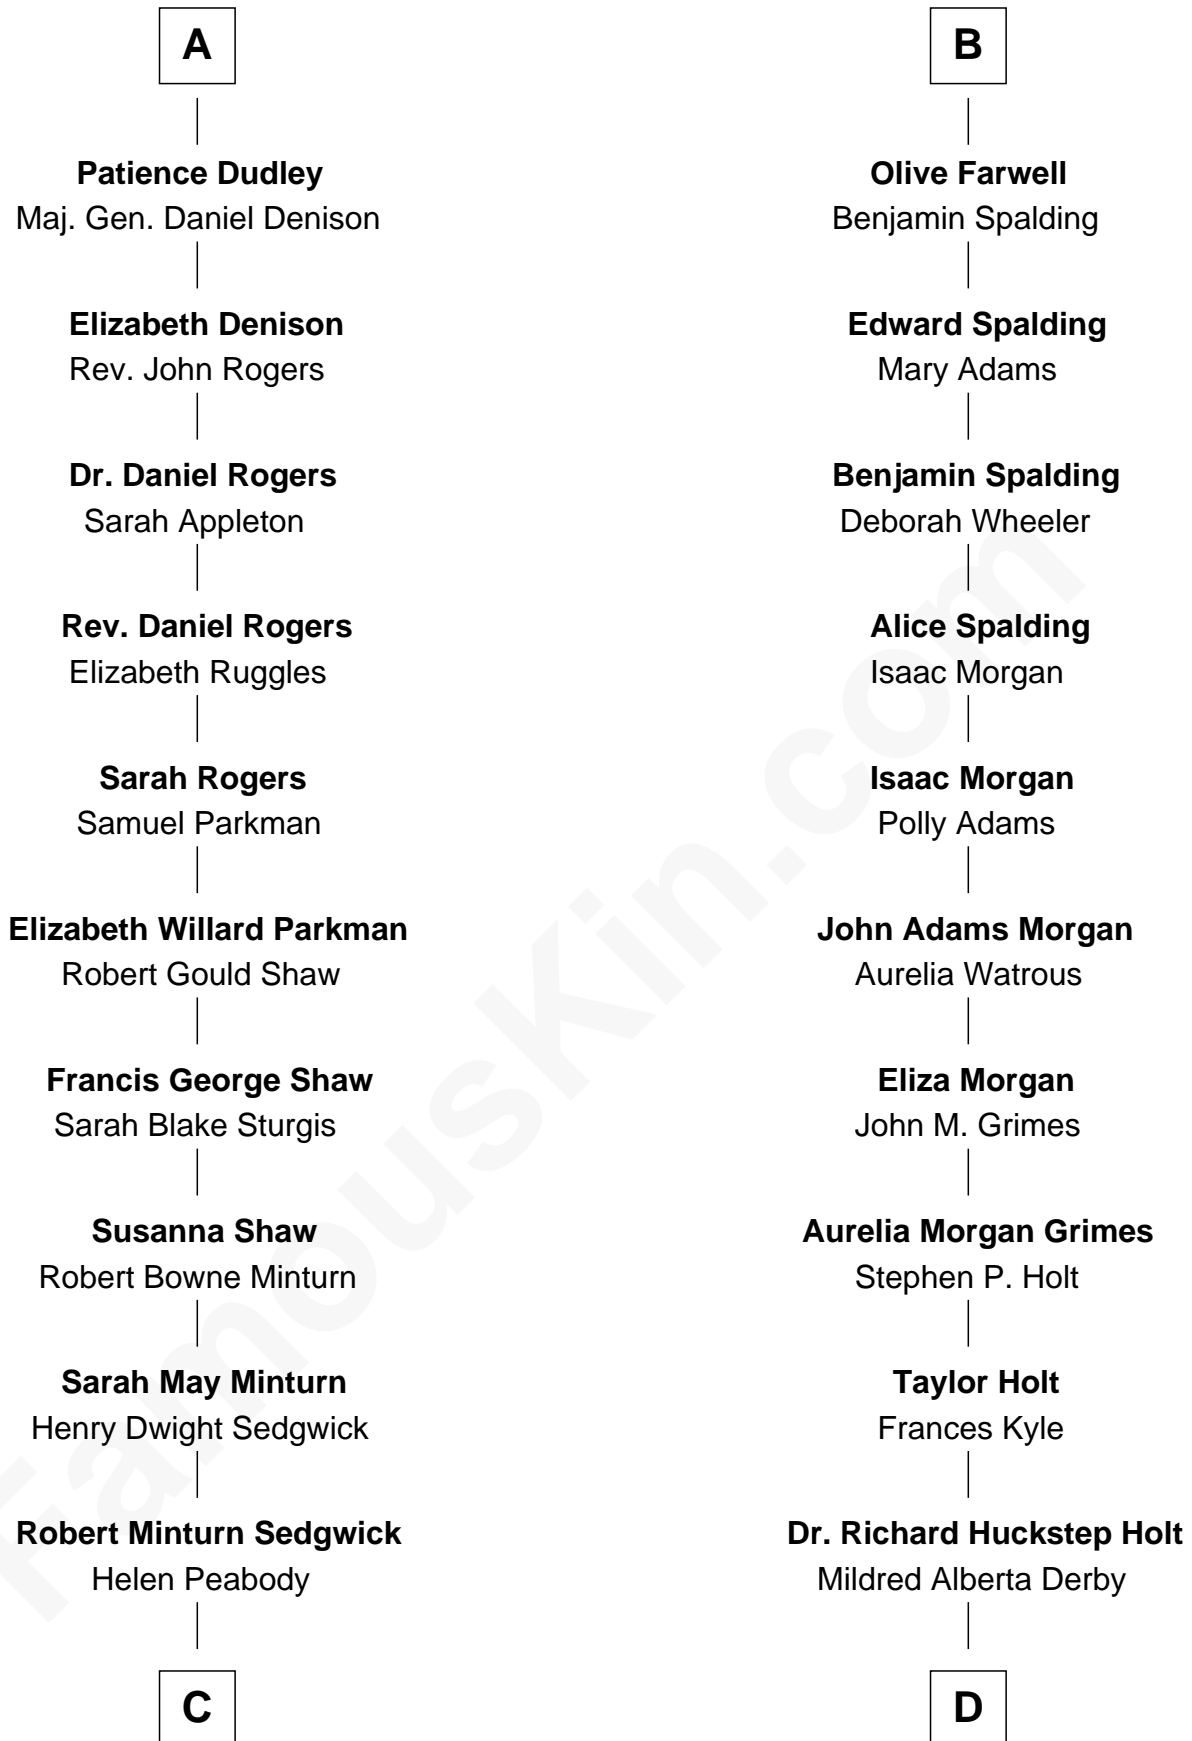 A
Patience Dudley
Maj. Gen. Daniel Denison
Elizabeth Denison
Rev. John Rogers
Dr. Daniel Rogers
Sarah Appleton
Rev. Daniel Rogers
Elizabeth Ruggles
Sarah Rogers
Samuel Parkman
Elizabeth Willard Parkman
Robert Gould Shaw
Francis George Shaw
Sarah Blake Sturgis
Susanna Shaw
Robert Bowne Minturn
Sarah May Minturn
Henry Dwight Sedgwick
Robert Minturn Sedgwick
Helen Peabody
C
B
Olive Farwell
Benjamin Spalding
Edward Spalding
Mary Adams
Benjamin Spalding
Deborah Wheeler
Alice Spalding
Isaac Morgan
Isaac Morgan
Polly Adams
John Adams Morgan
Aurelia Watrous
Eliza Morgan
John M. Grimes
Aurelia Morgan Grimes
Stephen P. Holt
Taylor Holt
Frances Kyle
Dr. Richard Huckstep Holt
Mildred Alberta Derby
D
FamousKin.com